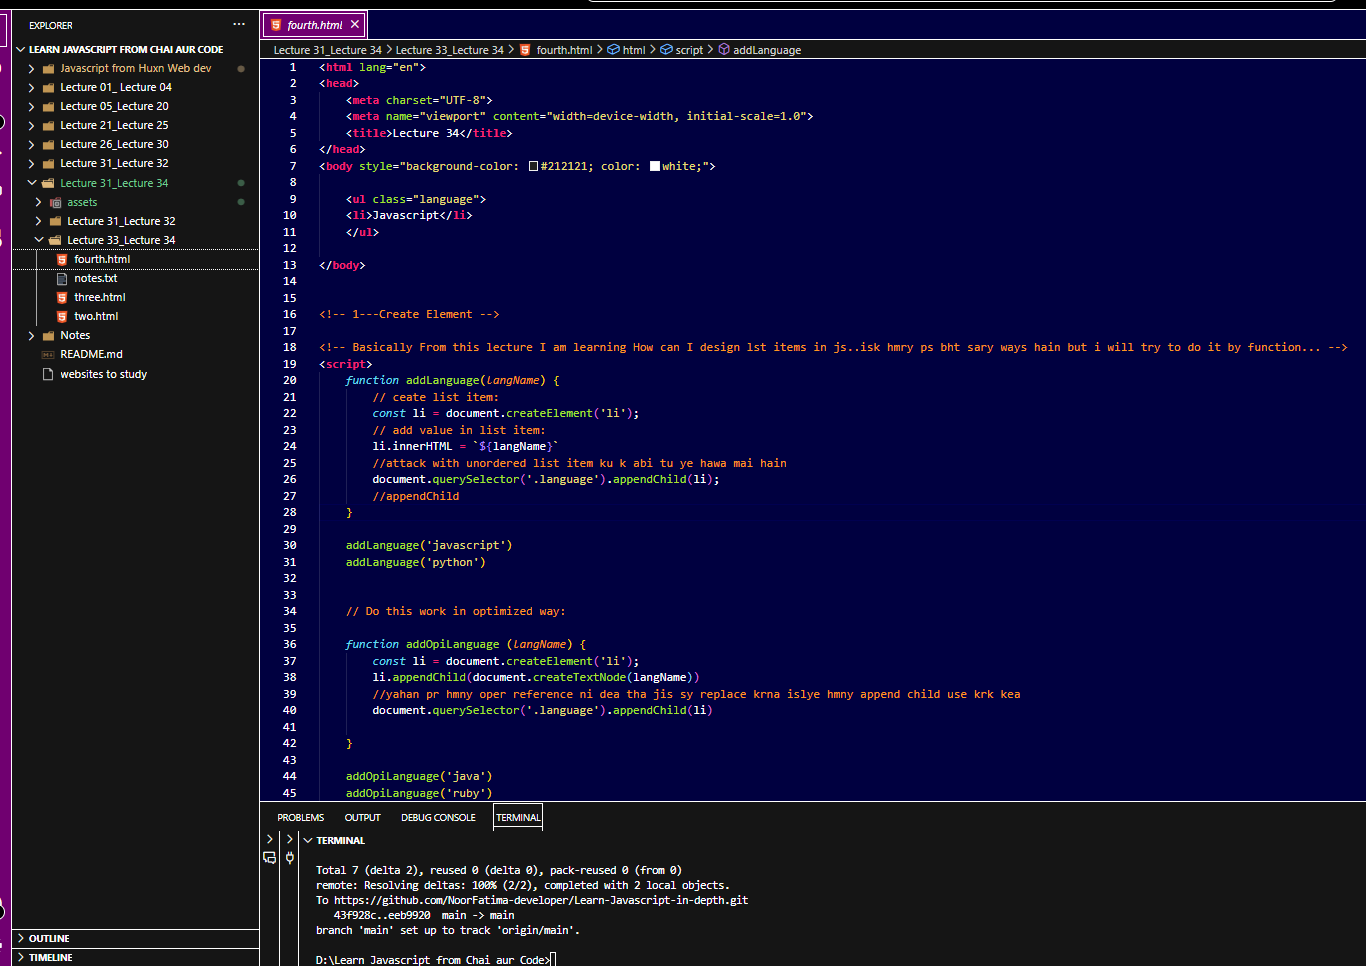 EXPLORER
LEARN JAVASCRIPT FROM CHAI AUR CODE
Javascript from Huxn Web dev
Lecture 01_ Lecture 04
Lecture 05_Lecture 20
Lecture 21_Lecture 25
Lecture 26_Lecture 30
Lecture 31_Lecture 32
Lecture 31_Lecture 34
assets
Lecture 31_Lecture 32
Lecture 33_Lecture 34
fourth.html
notes.txt
three.html
two.html
Notes
README.md
websites to study
OUTLINE
TIMELINE
fourth.html
Lecture 31_Lecture 34 > Lecture 33_Lecture 34 > fourth.html > html > script > addLanguage
1 <html lang="en">
2 <head>
3 <meta charset="UTF-8">
4 <meta name="viewport" content="width=device-width, initial-scale=1.0">
5 <title>Lecture 34</title>
6 </head>
7 <body style="background-color: #212121; color: white;">
8
9 <ul class="language">
10 <li>Javascript</li>
11 </ul>
12
13 </body>
14
15
16 <!-- 1---Create Element -->
17
18 <!-- Basically From this lecture I am learning How can I design lst items in js..isk hmry ps bht sary ways hain but i will try to do it by function... -->
19 <script>
20 function addLanguage(langName) {
21 // ceate list item:
22 const li = document.createElement('li');
23 // add value in list item:
24 li.innerHTML = `${langName}`
25 //attack with unordered list item ku k abi tu ye hawa mai hain
26 document.querySelector('.language').appendChild(li);
27 //appendChild
28 }
29
30 addLanguage('javascript')
31 addLanguage('python')
32
33
34 // Do this work in optimized way:
35
36 function addOpiLanguage (langName) {
37 const li = document.createElement('li');
38 li.appendChild(document.createTextNode(langName))
39 //yahan pr hmny oper reference ni dea tha jis sy replace krna islye hmny append child use krk kea
40 document.querySelector('.language').appendChild(li)
41
42 }
43
44 addOpiLanguage('java')
45 addOpiLanguage('ruby')
PROBLEMS OUTPUT DEBUG CONSOLE TERMINAL
TERMINAL
Total 7 (delta 2), reused 0 (delta 0), pack-reused 0 (from 0)
remote: Resolving deltas: 100% (2/2), completed with 2 local objects.
To https://github.com/NoorFatima-developer/Learn-Javascript-in-depth.git
43f928c..eeb9920 main -> main
branch 'main' set up to track 'origin/main'.
D:\Learn Javascript from Chai aur Code>